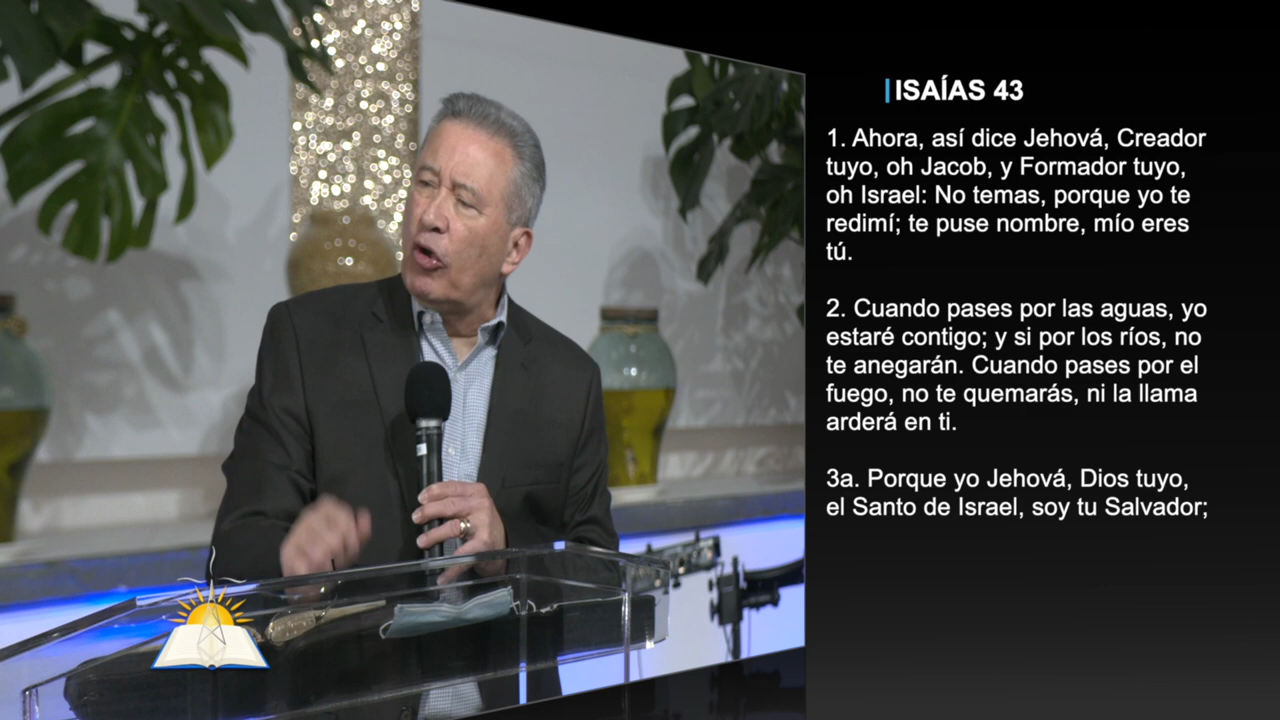 ISAÍAS 43
1. Ahora, así dice Jehová, Creador
tuyo, oh Jacob, y Formador tuyo,
oh Israel: No temas, porque yo te
redimí; te puse nombre, mío eres
tú.
2. Cuando pases por las aguas, yo
estaré contigo; y si por los ríos, no
te anegarán. Cuando pases por el
fuego, no te quemarás, ni la llama
arderá en ti.
3a. Porque yo Jehová, Dios tuyo,
el Santo de Israel, soy tu Salvador;